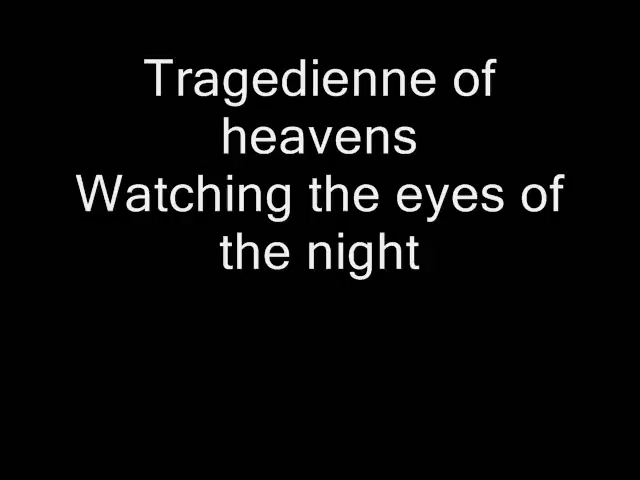 Tragedienne of
heavens
Watching the eyes of
the night